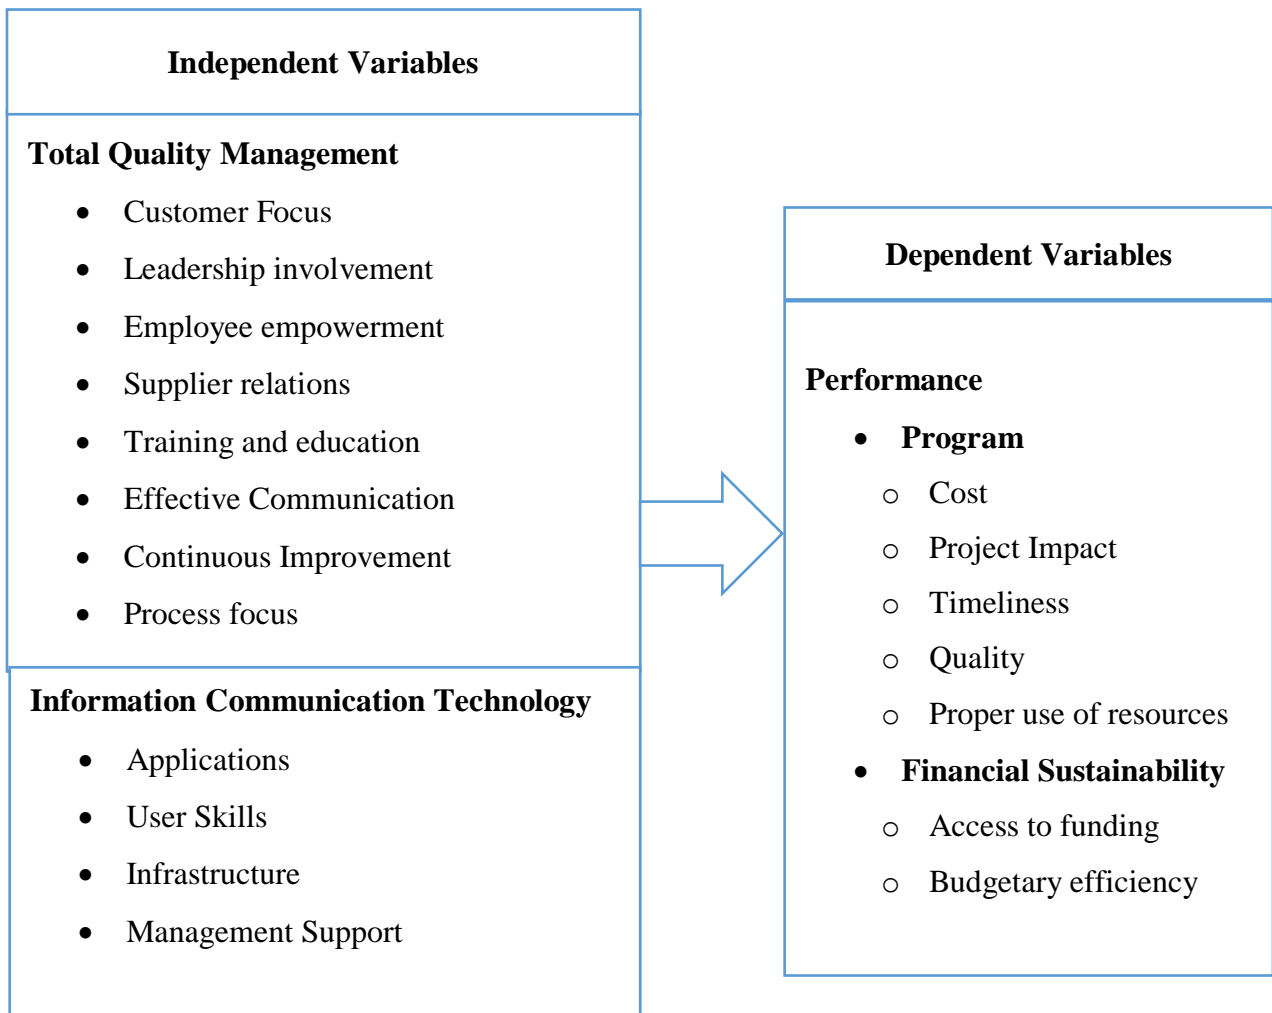 Independent Variables
Total Quality Management
• Customer Focus
• Leadership involvement
• Employee empowerment
• Supplier relations
• Training and education
• Effective Communication
• Continuous Improvement
• Process focus
Information Communication Technology
• Applications
• User Skills
• Infrastructure
• Management Support
Dependent Variables
Performance
• Program
o Cost
o Project Impact
o Timeliness
o Quality
o Proper use of resources
• Financial Sustainability
o Access to funding
o Budgetary efficiency